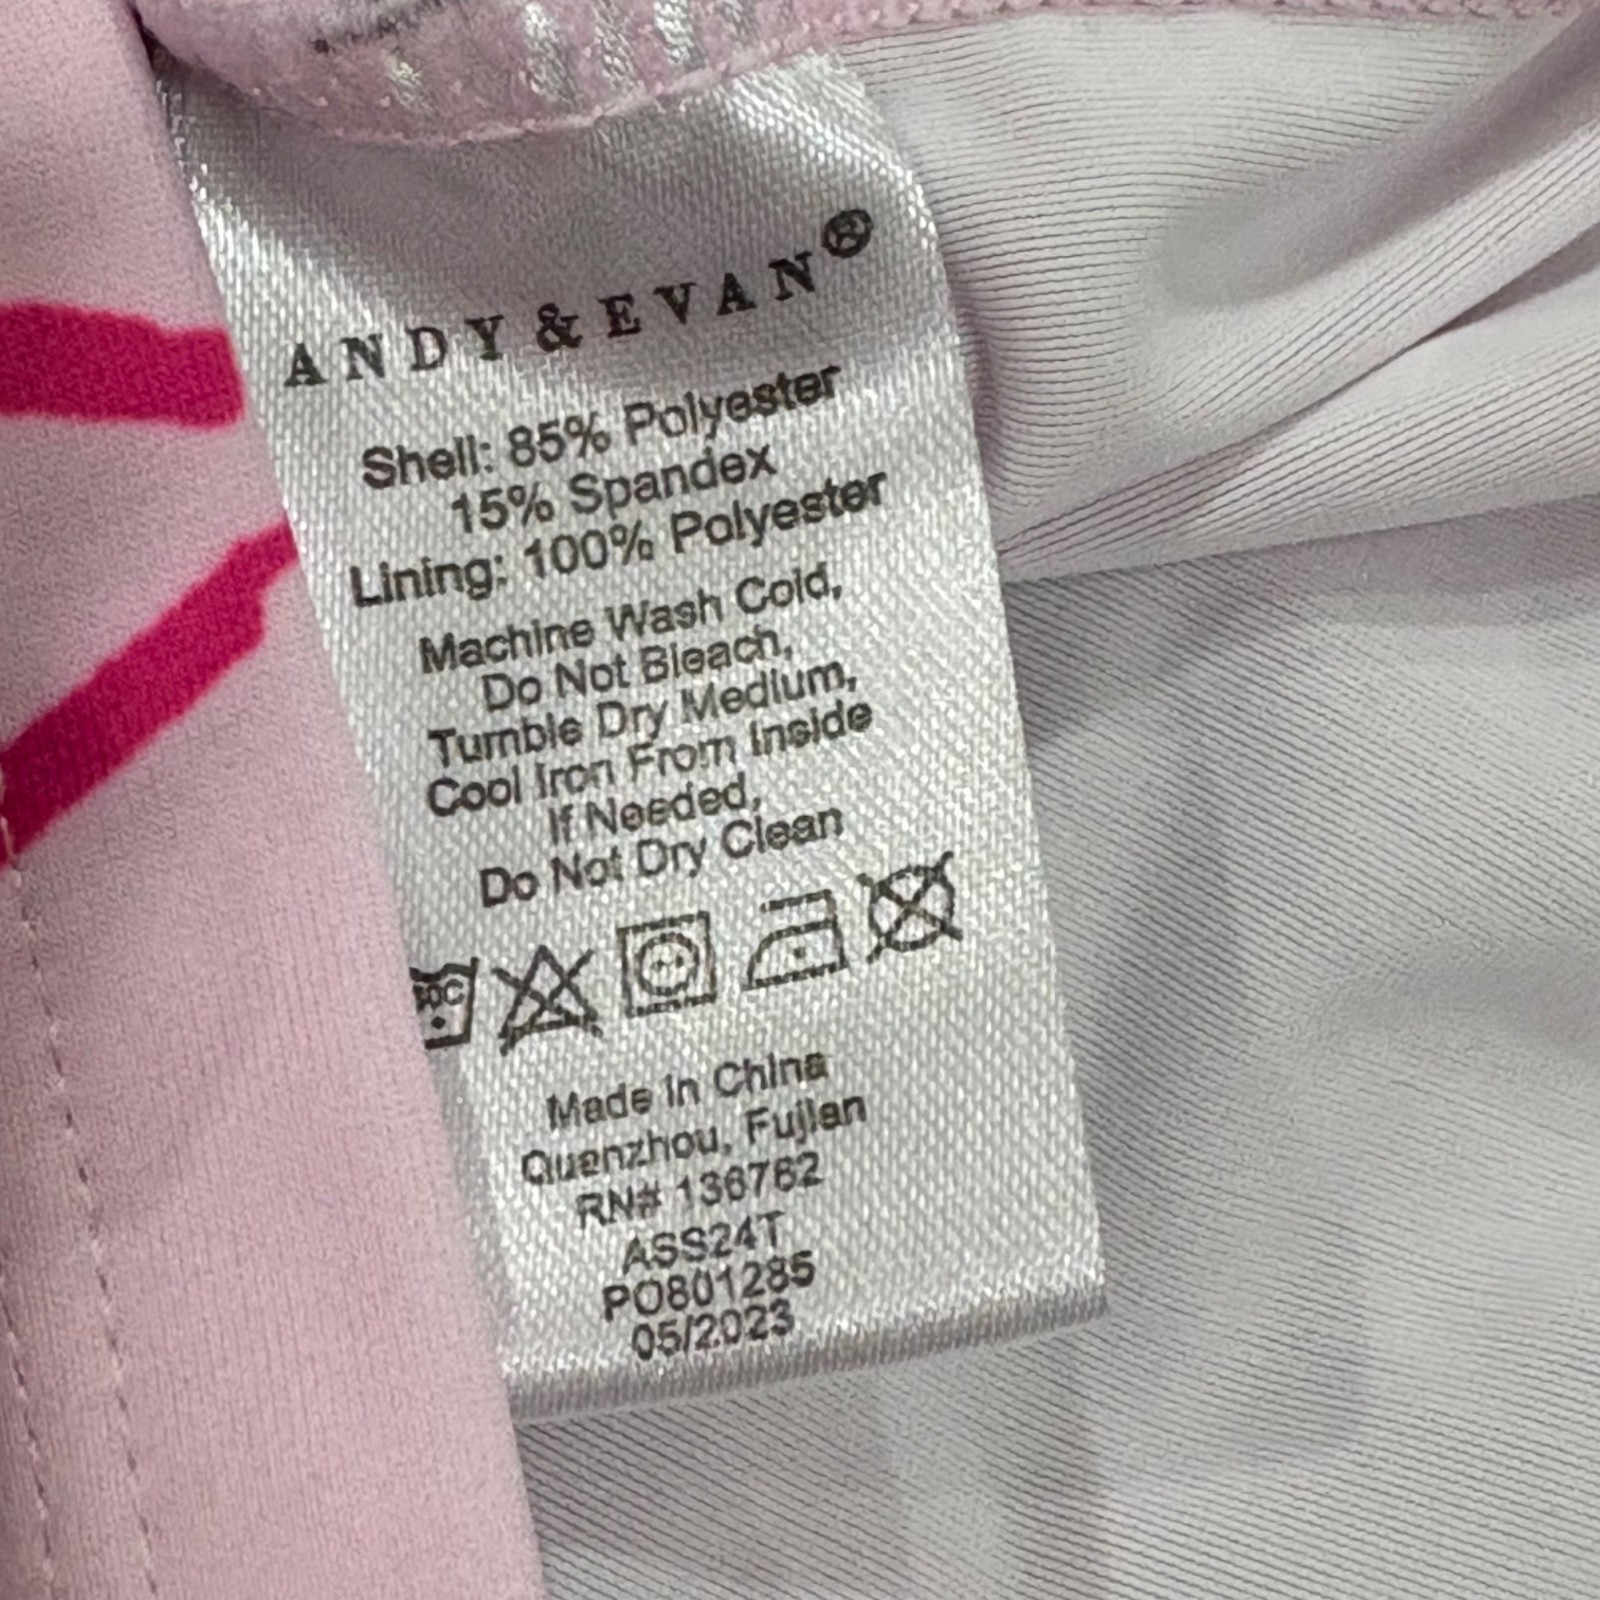 ANDY & EVAN®
Shell: 85% Polyester
15% Spandex
Lining: 100% Polyester
Machine Wash Cold,
Do Not Bleach,
Tumble Dry Medium,
Cool Iron From Inside
If Needed,
Do Not Dry Clean
30C
Made in China
Quanzhou, Fujian
RN# 136762
ASS24T
PO801285
05/2023